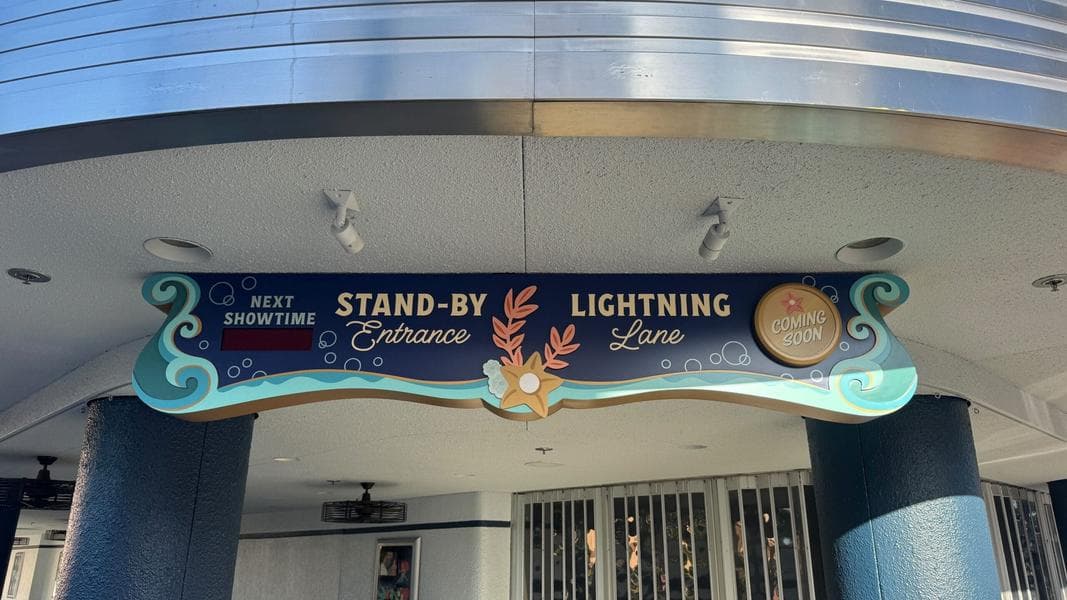 NEXT
SHOWTIME
STAND-BY
Entrance
LIGHTNING
Lane
COMING
SOON